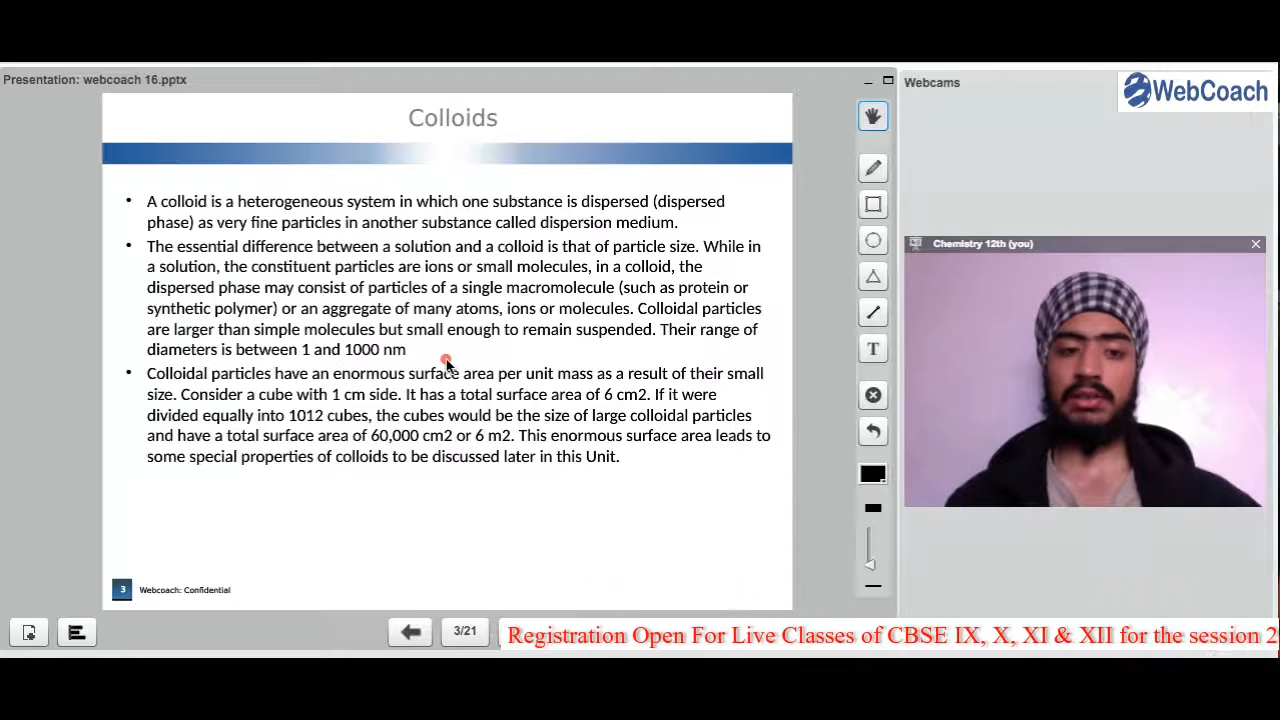 Presentation: webcoach 16.pptx
Webcams
WebCoach
Colloids
• A colloid is a heterogeneous system in which one substance is dispersed (dispersed
phase) as very fine particles in another substance called dispersion medium.
• The essential difference between a solution and a colloid is that of particle size. While in
a solution, the constituent particles are ions or small molecules, in a colloid, the
dispersed phase may consist of particles of a single macromolecule (such as protein or
synthetic polymer) or an aggregate of many atoms, ions or molecules. Colloidal particles
are larger than simple molecules but small enough to remain suspended. Their range of
diameters is between 1 and 1000 nm
• Colloidal particles have an enormous surface area per unit mass as a result of their small
size. Consider a cube with 1 cm side. It has a total surface area of 6 cm2. If it were
divided equally into 1012 cubes, the cubes would be the size of large colloidal particles
and have a total surface area of 60,000 cm2 or 6 m2. This enormous surface area leads to
some special properties of colloids to be discussed later in this Unit.
3 Webcoach: Confidential
T
Chemistry 12th (you)
3/21
Registration Open For Live Classes of CBSE IX, X, XI & XII for the session 2